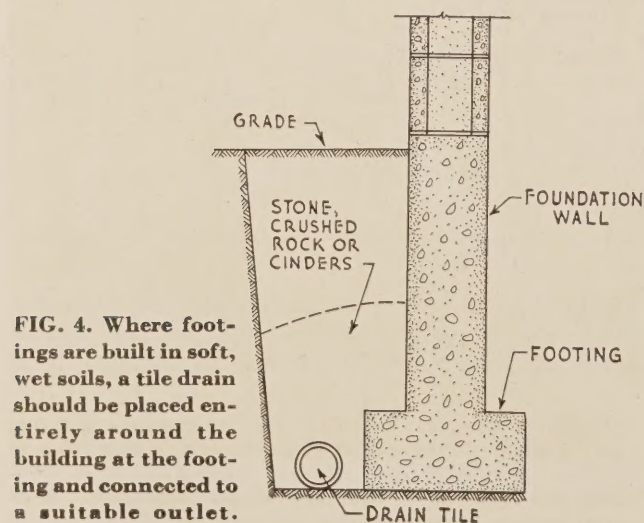 GRADE
STONE,
CRUSHED
ROCK OR
CINDERS
FOUNDATION
WALL
FOOTING
DRAIN TILE
FIG. 4. Where foot-
ings are built in soft,
wet soils, a tile drain
should be placed en-
tirely around the
building at the foot-
ing and connected to
a suitable outlet.